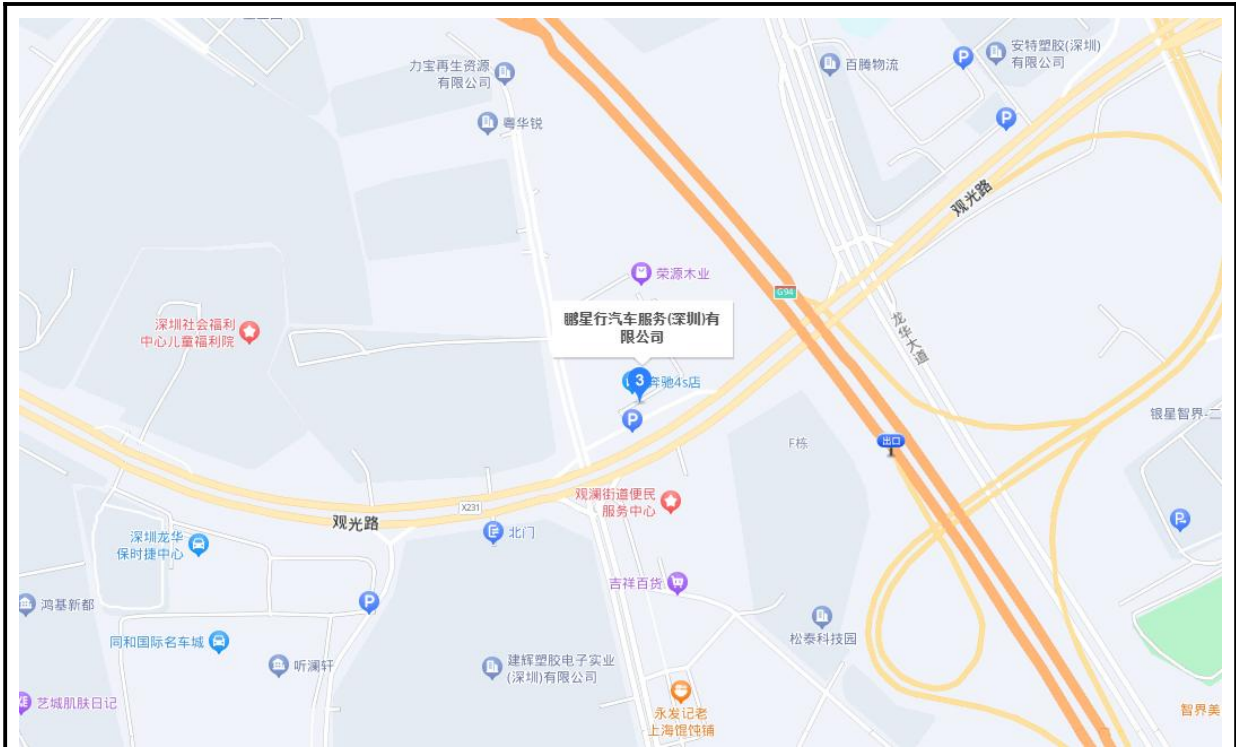 安特塑胶(深圳)
有限公司
P
力宝再生资源
有限公司
百腾物流
P
粤华锐
观光路
荣源木业
G94
鹏星行汽车服务(深圳)有
限公司
深圳社会福利
中心儿童福利院
龙华大道
3
奔驰4s店
P
银星智界-二
F栋
出口
观澜街道便民
服务中心
X231
观光路
北门
P
深圳龙华
保时捷中心
吉祥百货
鸿基新都
P
松泰科技园
同和国际名车城
听澜轩
建辉塑胶电子实业
(深圳)有限公司
艺城肌肤日记
永发记老
上海馄饨铺
智界美